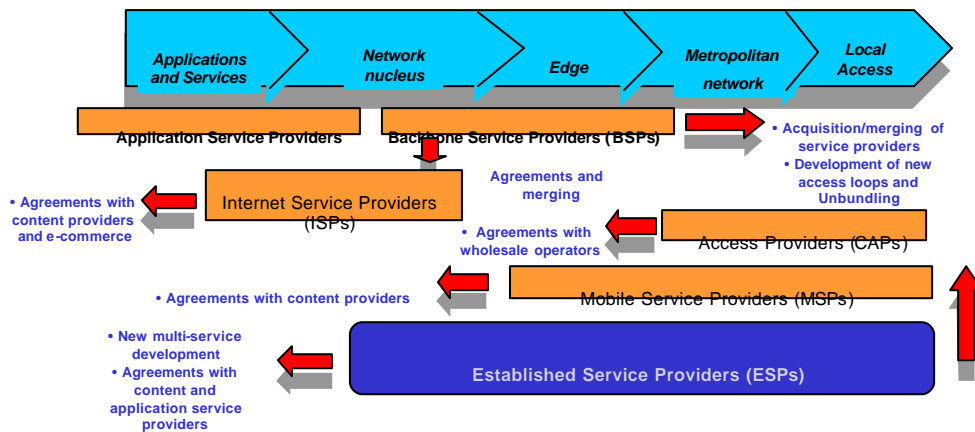 Applications
and Services
Network
nucleus
Edge
Metropolitan
network
Local
Access
Application Service Providers
Backbone Service Providers (BSPs)
• Acquisition/merging of
service providers
• Development of new
access loops and
Unbundling
Agreements and
merging
• Agreements with
content providers
and e-commerce
Internet Service Providers
(ISPs)
• Agreements with
wholesale operators
Access Providers (CAPs)
• Agreements with content providers
Mobile Service Providers (MSPs)
• New multi-service
development
• Agreements with
content and
application service
providers
Established Service Providers (ESPs)